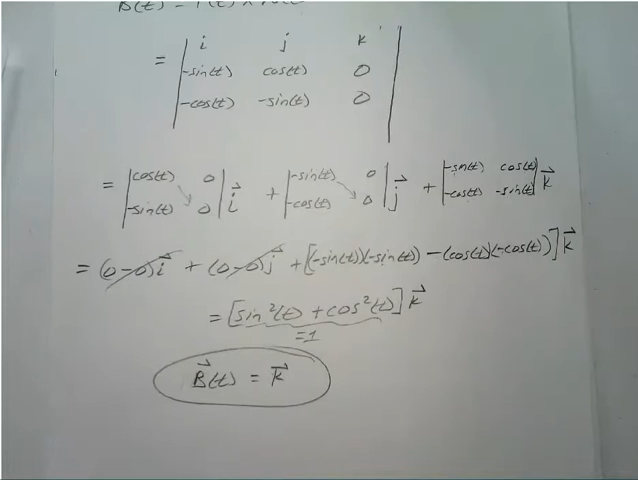 B(t) = T(t) × N(t)
i j k
= | -sin(t) cos(t) 0 |
-cos(t) -sin(t) 0
= |cos(t) 0| i⃗ + |-sin(t) 0| j⃗ + |-sin(t) cos(t)| k⃗
|-sin(t) 0| |-cos(t) 0| |-cos(t) -sin(t)|
= (0-0)i⃗ + (0-0)j⃗ + [(-sin(t))(-sin(t)) - (cos(t)(-cos(t))] k⃗
= [sin²(t) + cos²(t)] k⃗
=1
B⃗(t) = k⃗